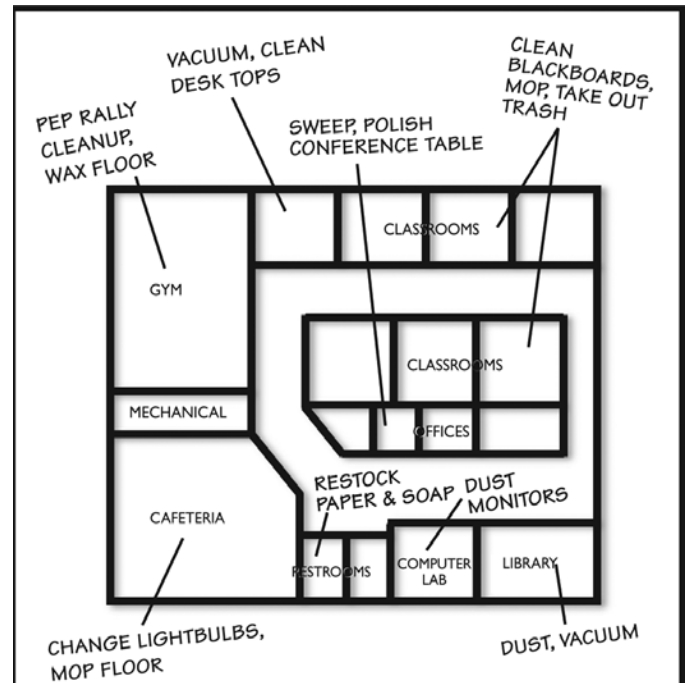 VACUUM, CLEAN
DESK TOPS
CLEAN
BLACKBOARDS,
MOP, TAKE OUT
TRASH
PEP RALLY
CLEANUP,
WAX FLOOR
SWEEP, POLISH
CONFERENCE TABLE
CLASSROOMS
GYM
CLASSROOMS
MECHANICAL
OFFICES
RESTOCK
PAPER & SOAP
DUST
MONITORS
CAFETERIA
RESTROOMS
COMPUTER
LAB
LIBRARY
CHANGE LIGHTBULBS,
MOP FLOOR
DUST, VACUUM